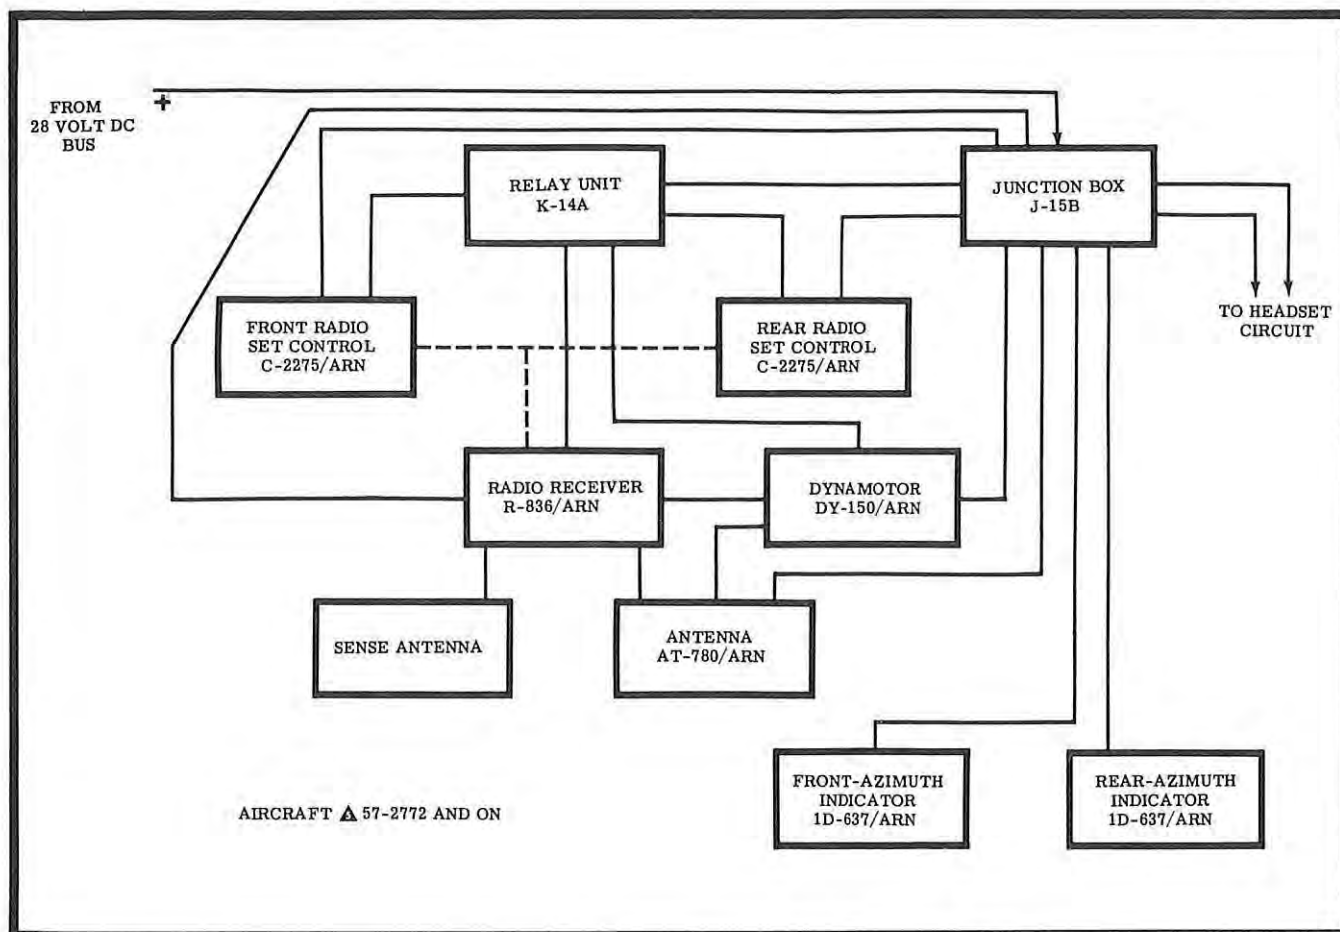 FROM
28 VOLT DC
BUS
+
RELAY UNIT
K-14A
JUNCTION BOX
J-15B
TO HEADSET
CIRCUIT
FRONT RADIO
SET CONTROL
C-2275/ARN
REAR RADIO
SET CONTROL
C-2275/ARN
RADIO RECEIVER
R-836/ARN
DYNAMOTOR
DY-150/ARN
SENSE ANTENNA
ANTENNA
AT-780/ARN
FRONT-AZIMUTH
INDICATOR
1D-637/ARN
REAR-AZIMUTH
INDICATOR
1D-637/ARN
AIRCRAFT 57-2772 AND ON